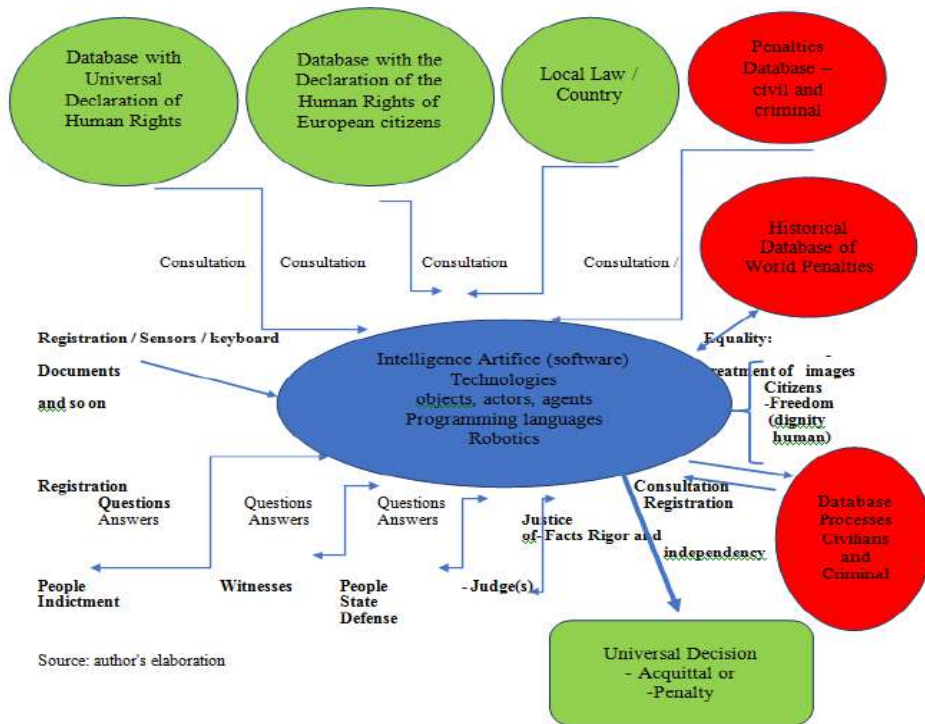 Database with
Universal
Declaration of
Human Rights
Database with the
Declaration of the
Human Rights of
European citizens
Local Law /
Country
Penalties
Database –
civil and
criminal
Historical
Database of
World Penalties
Consultation
Consultation
Consultation
Consultation /
Registration / Sensors / keyboard
Documents
and so on
Intelligence Artifice (software)
Technologies
objects, actors, agents
Programming languages
Robotics
Equality:
reatment of images
Citizens
-Freedom
(dignity
human)
Registration
Questions
Answers
Questions
Answers
Questions
Answers
Consultation
Registration
Justice
of- Facts Rigor and
independency
Database
Processes
Civilians
and
Criminal
People
Indictment
Witnesses
People
State
Defense
- Judge(s)
Source: author's elaboration
Universal Decision
- Acquittal or
-Penalty